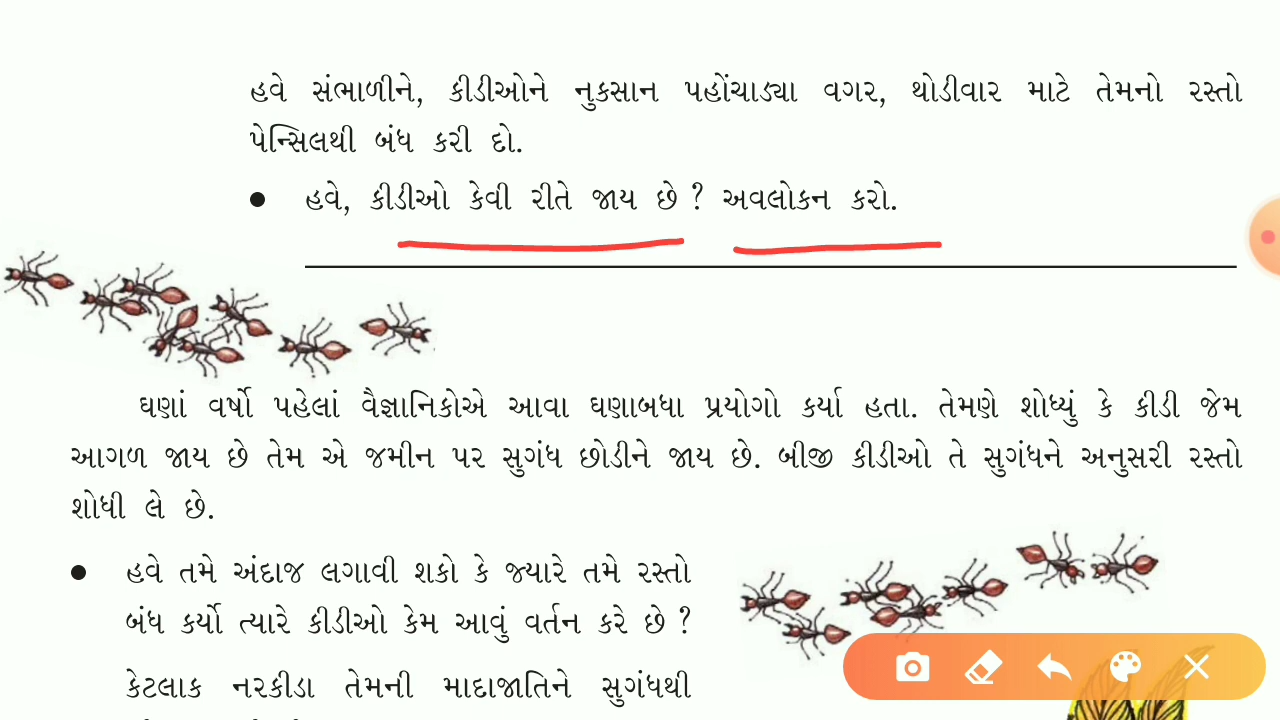 હવે સંભાળીને, કીડીઓને નુકસાન પહોંચાડ્યા વગર, થોડીવાર માટે તેમનો રસ્તો
પેન્સિલથી બંધ કરી દો.
● હવે, કીડીઓ કેવી રીતે જાય છે ? અવલોકન કરો.
ઘણાં વર્ષો પહેલાં વૈજ્ઞાનિકોએ આવા ઘણાબધા પ્રયોગો કર્યા હતા. તેમણે શોધ્યું કે કીડી જેમ
આગળ જાય છે તેમ એ જમીન પર સુગંધ છોડીને જાય છે. બીજી કીડીઓ તે સુગંધને અનુસરી રસ્તો
શોધી લે છે.
● હવે તમે અંદાજ લગાવી શકો કે જ્યારે તમે રસ્તો
બંધ કર્યો ત્યારે કીડીઓ કેમ આવું વર્તન કરે છે ?
કેટલાક નરકીડા તેમની માદાજાતિને સુગંધથી